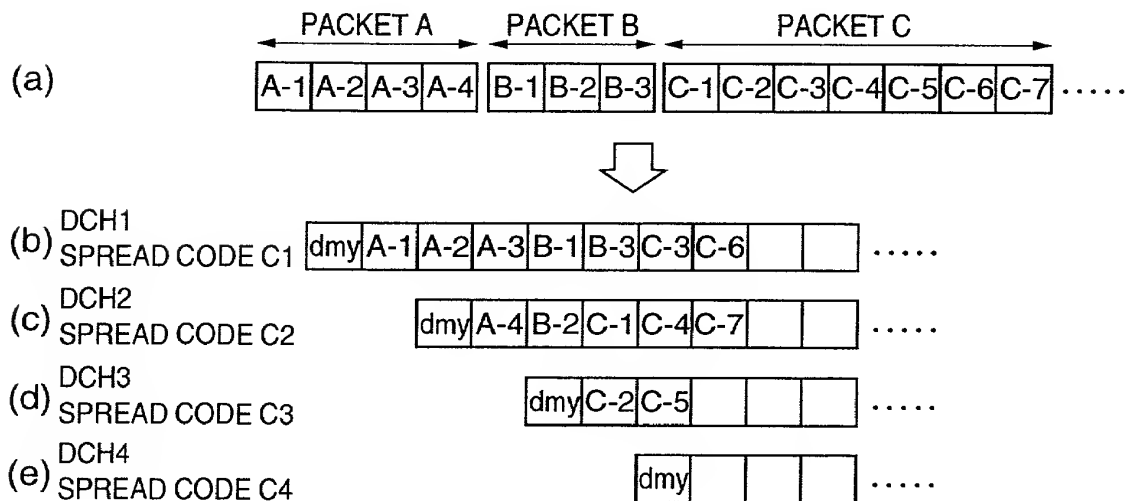 PACKET A PACKET B PACKET C
(a) A-1 A-2 A-3 A-4 B-1 B-2 B-3 C-1 C-2 C-3 C-4 C-5 C-6 C-7 .....
(b) DCH1
SPREAD CODE C1 dmy A-1 A-2 A-3 B-1 B-3 C-3 C-6 .....
(c) DCH2
SPREAD CODE C2 dmy A-4 B-2 C-1 C-4 C-7 .....
(d) DCH3
SPREAD CODE C3 dmy C-2 C-5 .....
(e) DCH4
SPREAD CODE C4 dmy .....